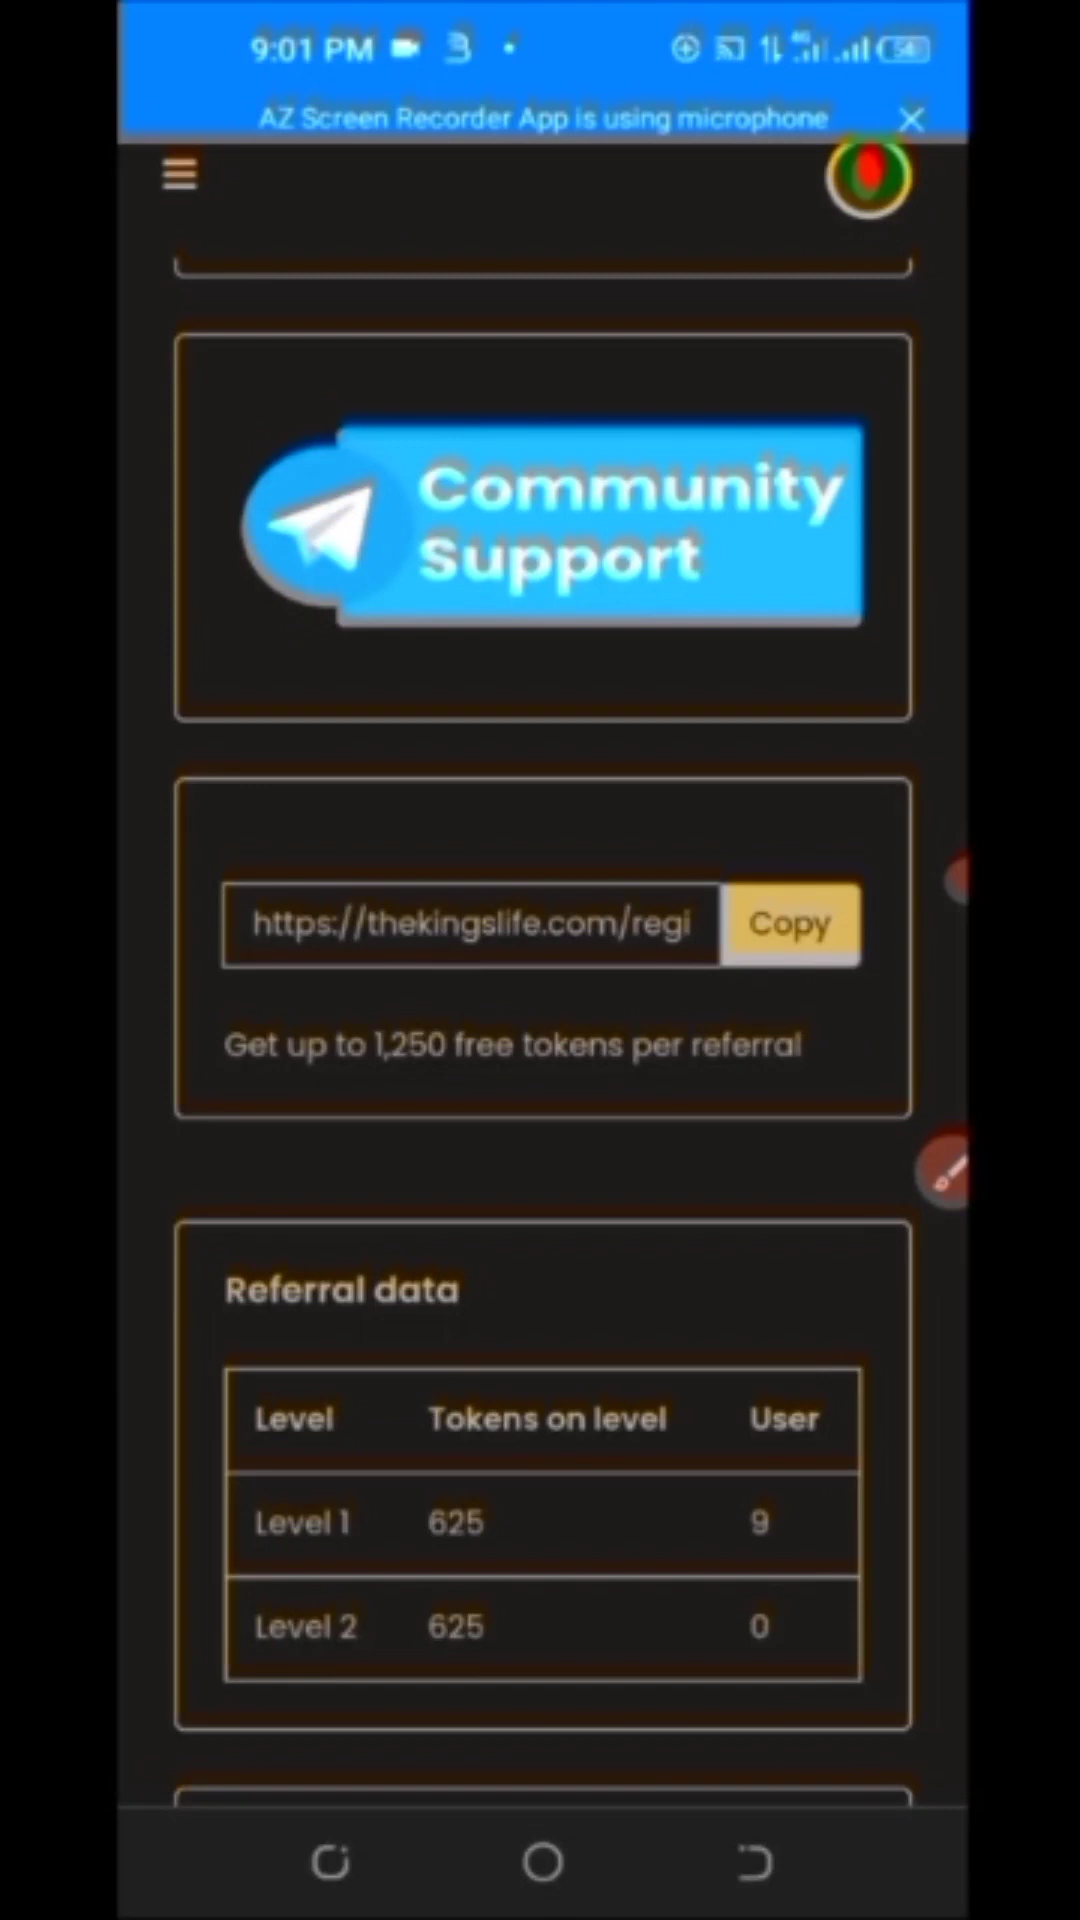 9:01 PM
4G
54
AZ Screen Recorder App is using microphone
Community
Support
https://thekingslife.com/regi
Copy
Get up to 1,250 free tokens per referral
Referral data
Level Tokens on level User
Level 1 625 9
Level 2 625 0